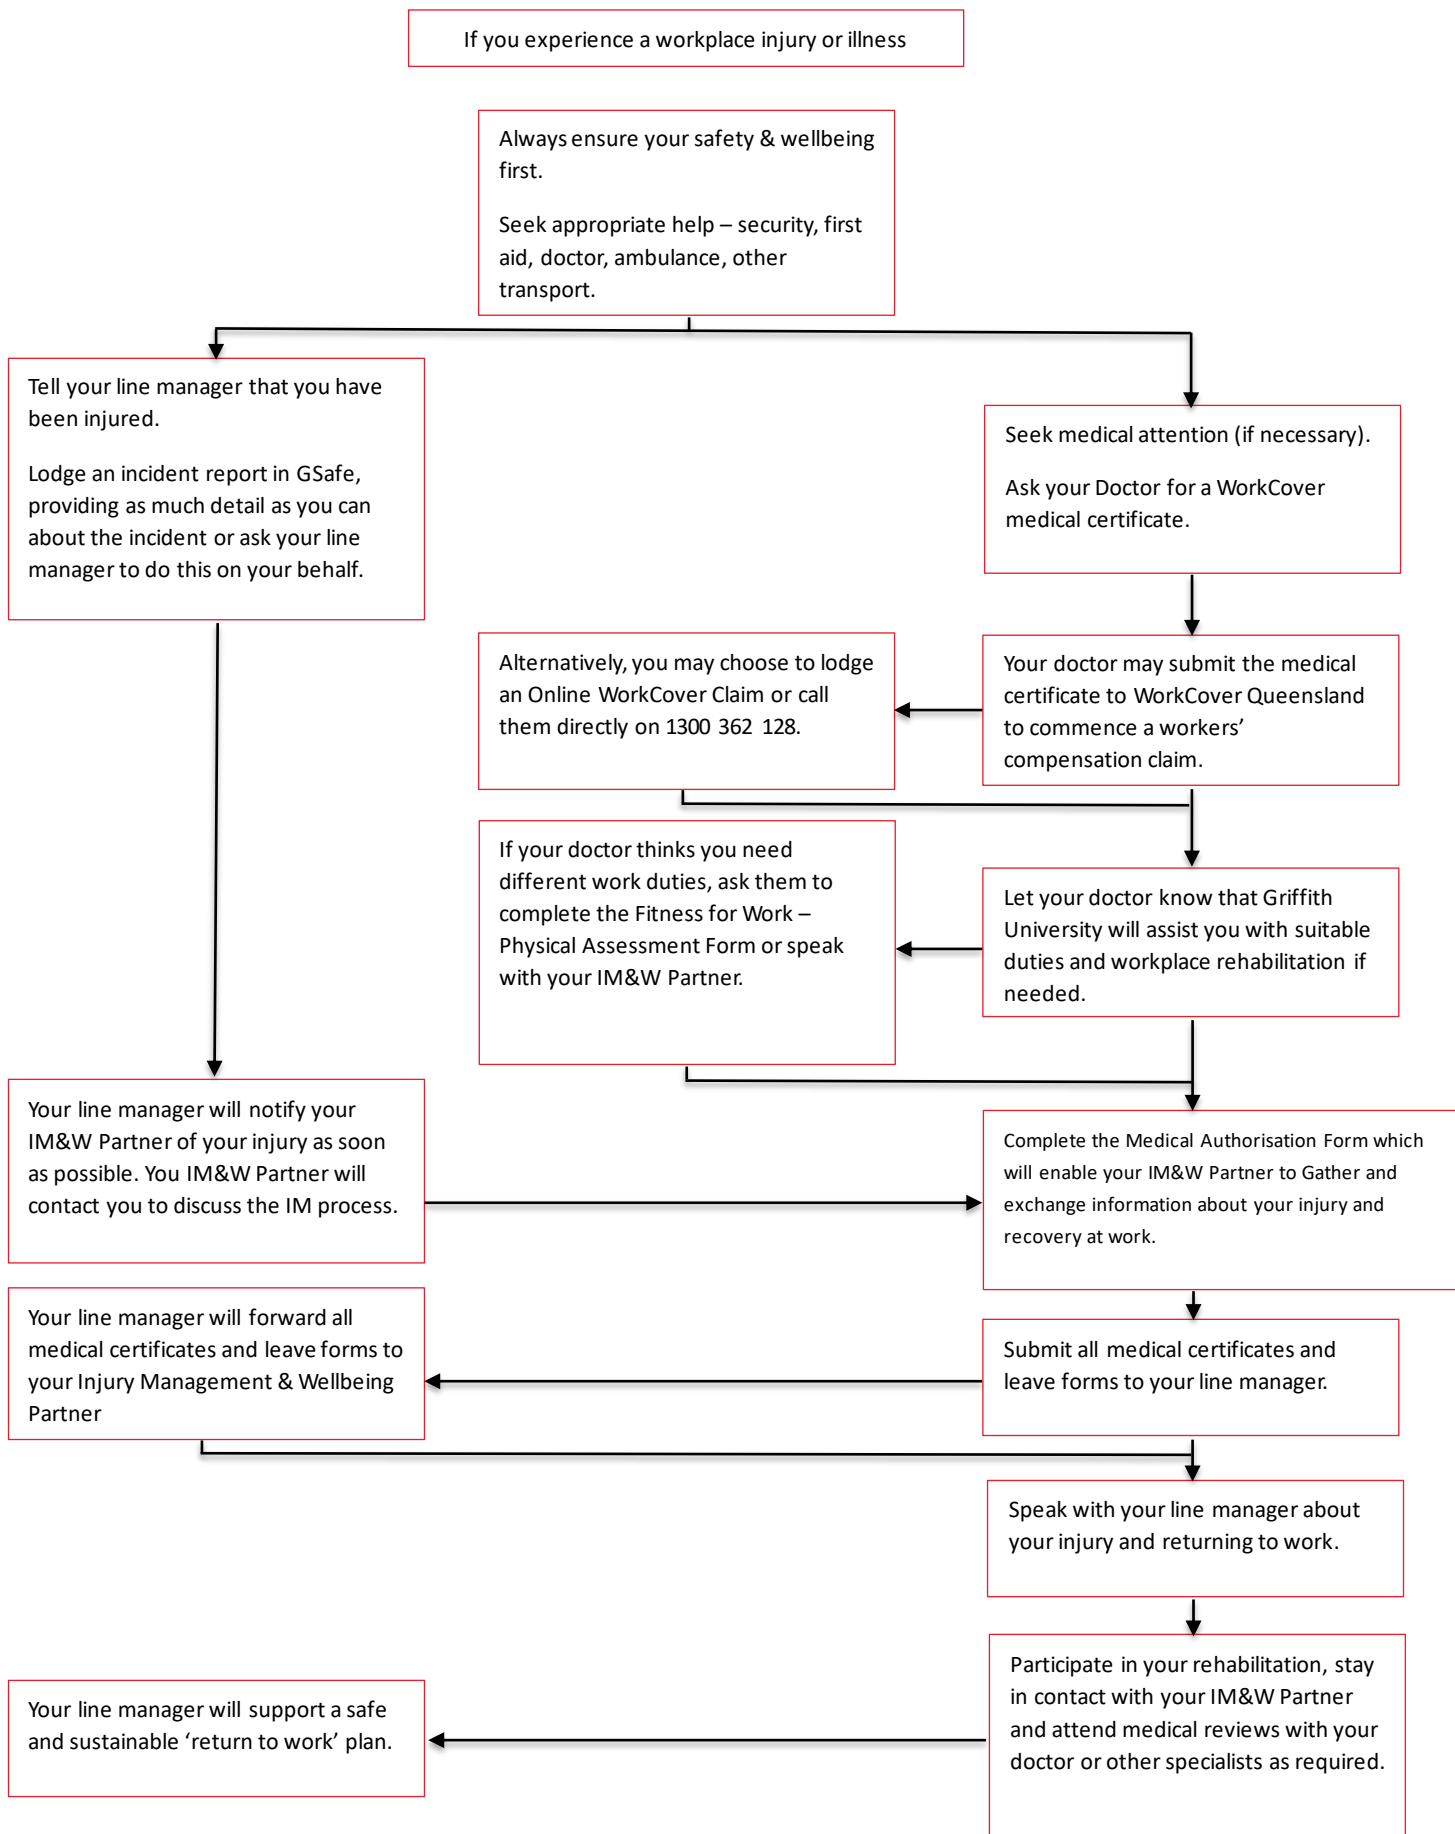 If you experience a workplace injury or illness
Always ensure your safety & wellbeing
first.
Seek appropriate help – security, first
aid, doctor, ambulance, other
transport.
Tell your line manager that you have
been injured.
Lodge an incident report in GSafe,
providing as much detail as you can
about the incident or ask your line
manager to do this on your behalf.
Seek medical attention (if necessary).
Ask your Doctor for a WorkCover
medical certificate.
Alternatively, you may choose to lodge
an Online WorkCover Claim or call
them directly on 1300 362 128.
Your doctor may submit the medical
certificate to WorkCover Queensland
to commence a workers’
compensation claim.
If your doctor thinks you need
different work duties, ask them to
complete the Fitness for Work –
Physical Assessment Form or speak
with your IM&W Partner.
Let your doctor know that Griffith
University will assist you with suitable
duties and workplace rehabilitation if
needed.
Your line manager will notify your
IM&W Partner of your injury as soon
as possible. You IM&W Partner will
contact you to discuss the IM process.
Complete the Medical Authorisation Form which
will enable your IM&W Partner to Gather and
exchange information about your injury and
recovery at work.
Your line manager will forward all
medical certificates and leave forms to
your Injury Management & Wellbeing
Partner
Submit all medical certificates and
leave forms to your line manager.
Speak with your line manager about
your injury and returning to work.
Participate in your rehabilitation, stay
in contact with your IM&W Partner
and attend medical reviews with your
doctor or other specialists as required.
Your line manager will support a safe
and sustainable ‘return to work’ plan.